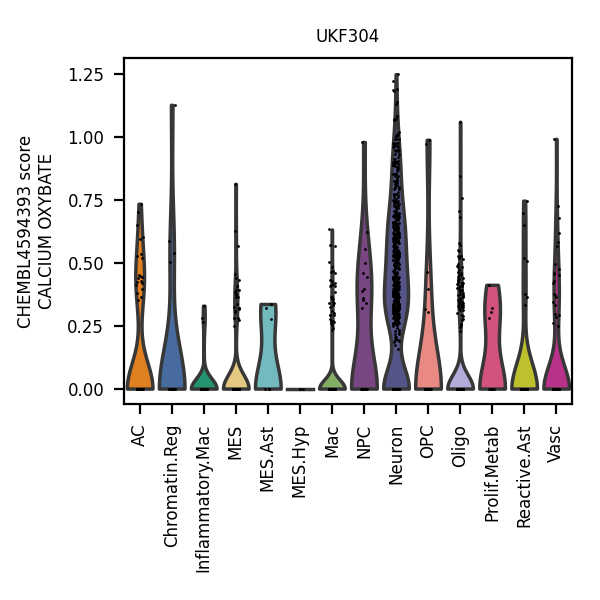 UKF304
CHEMBL4594393 score
CALCIUM OXYBATE
1.25
1.00
0.75
0.50
0.25
0.00
AC
Chromatin.Reg
Inflammatory.Mac
MES
MES.Ast
MES.Hyp
Mac
NPC
Neuron
OPC
Oligo
Prolif.Metab
Reactive.Ast
Vasc